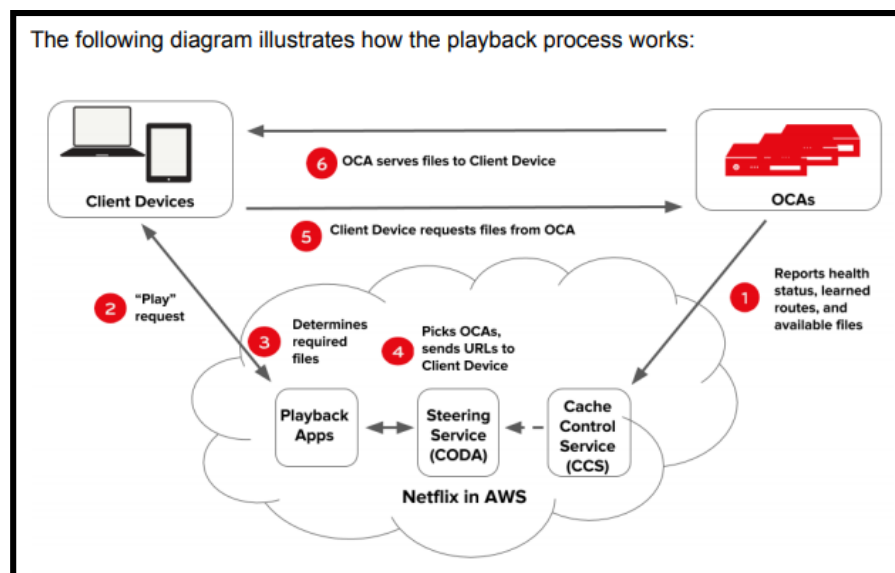 The following diagram illustrates how the playback process works:
Client Devices
6 OCA serves files to Client Device
OCAs
5 Client Device requests files from OCA
2 “Play”
request
1 Reports health
status, learned
routes, and
available files
3 Determines
required
files
4 Picks OCAs,
sends URLs to
Client Device
Playback
Apps
Steering
Service
(CODA)
Cache
Control
Service
(CCS)
Netflix in AWS